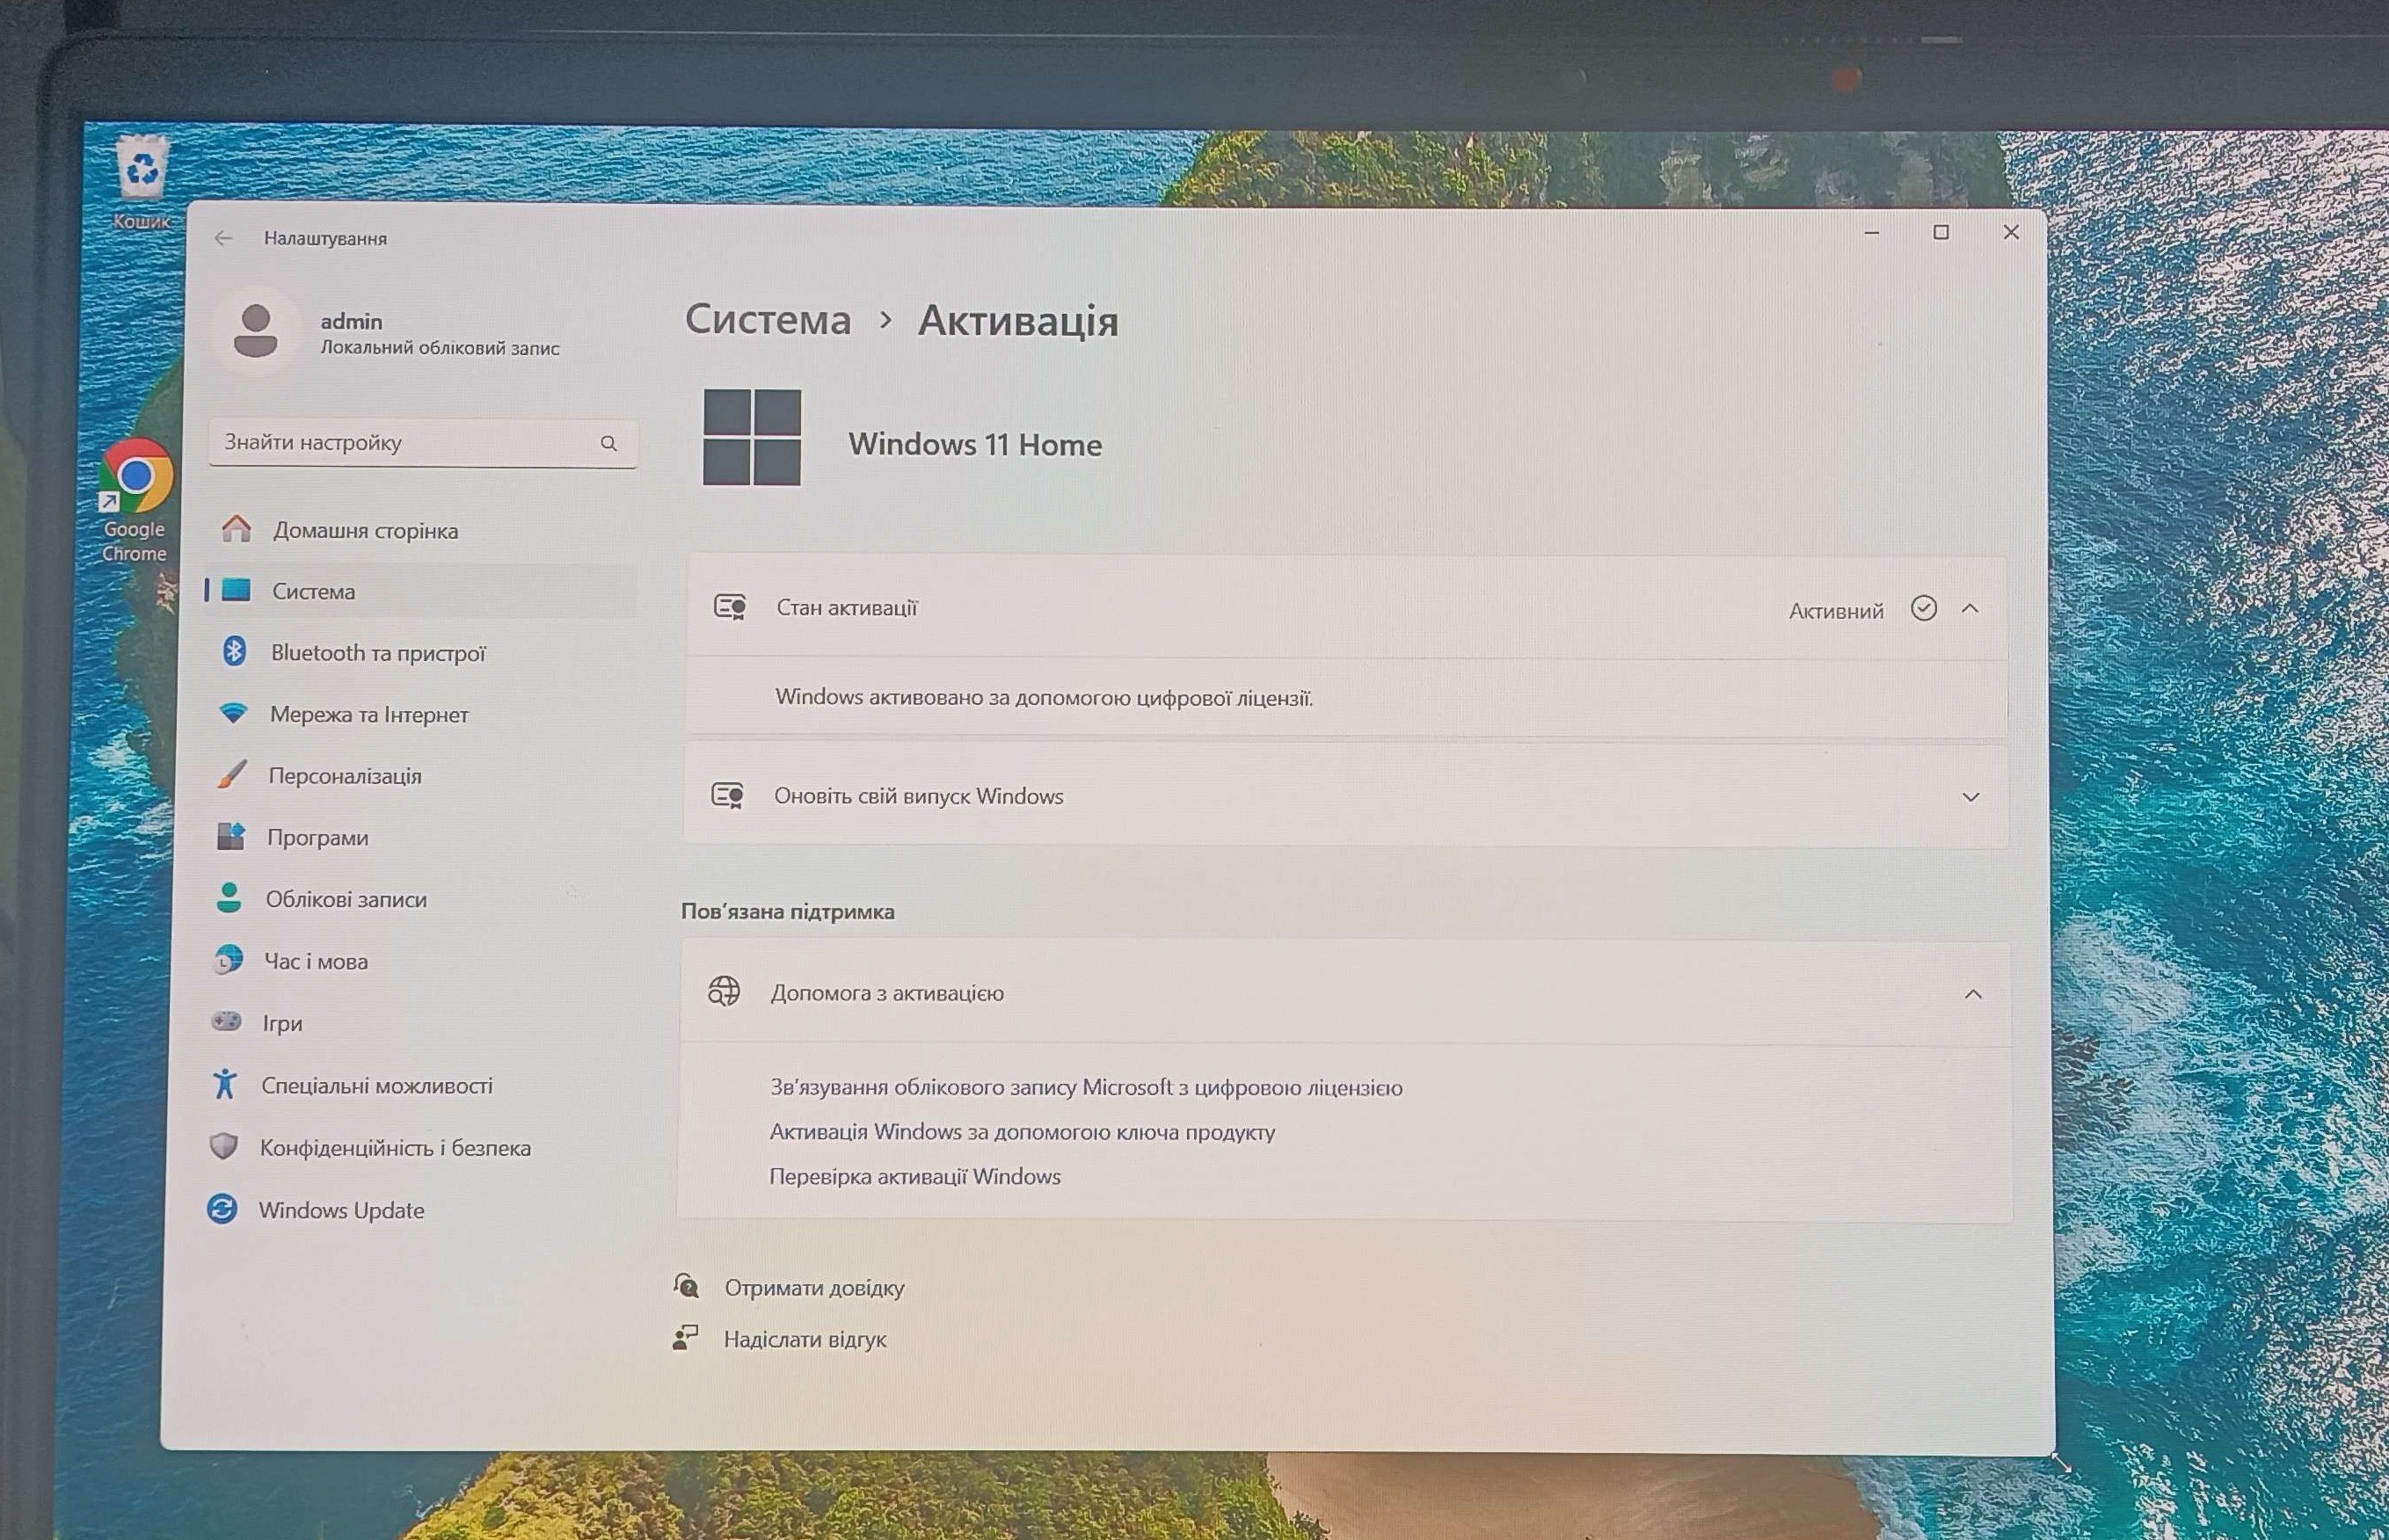 Кошик
Google
Chrome
Налаштування
admin
Локальний обліковий запис
Знайти настройку
Домашня сторінка
Система
Bluetooth та пристрої
Мережа та Інтернет
Персоналізація
Програми
Облікові записи
Час і мова
Ігри
Спеціальні можливості
Конфіденційність і безпека
Windows Update
Система > Активація
Windows 11 Home
Стан активації
Активний
Windows активовано за допомогою цифрової ліцензії.
Оновіть свій випуск Windows
Пов’язана підтримка
Допомога з активацією
Зв’язування облікового запису Microsoft з цифровою ліцензією
Активація Windows за допомогою ключа продукту
Перевірка активації Windows
Отримати довідку
Надіслати відгук